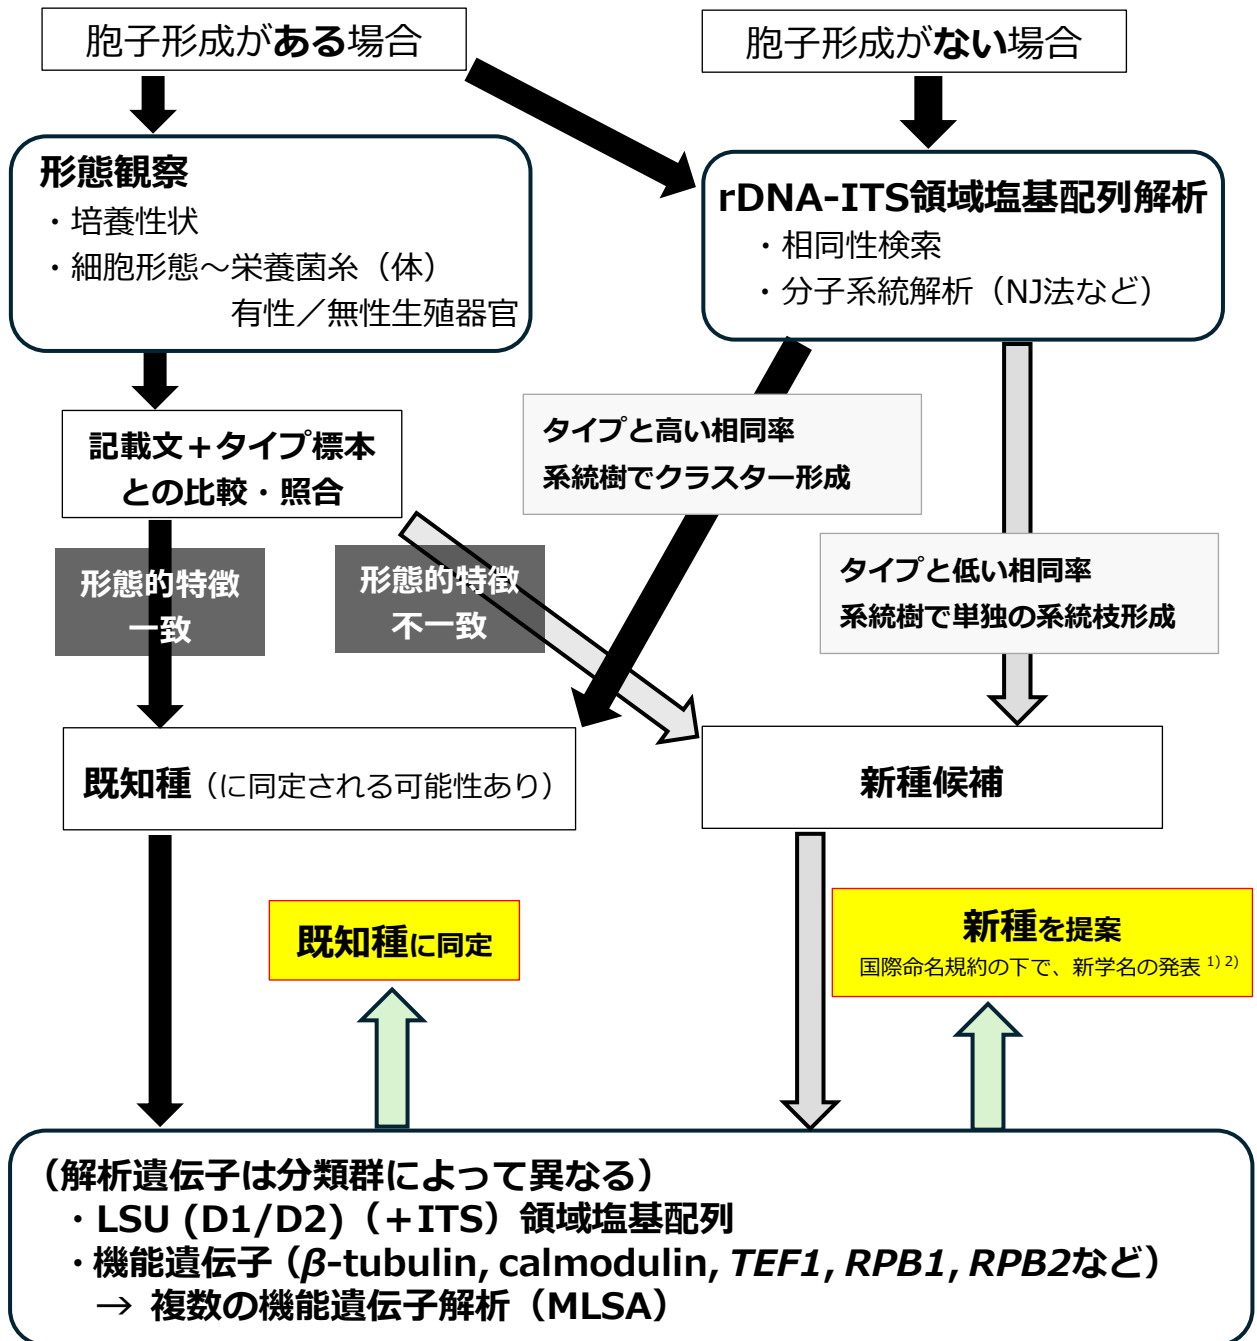 胞子形成がある場合
胞子形成がない場合
形態観察
・培養性状
・細胞形態～栄養菌糸（体）
有性／無性生殖器官
rDNA-ITS領域塩基配列解析
・相同性検索
・分子系統解析（NJ法など）
記載文＋タイプ標本
との比較・照合
タイプと高い相同率
系統樹でクラスター形成
形態的特徴
一致
形態的特徴
不一致
タイプと低い相同率
系統樹で単独の系統枝形成
既知種（に同定される可能性あり）
新種候補
既知種に同定
新種を提案
国際命名規約の下で、新学名の発表 1) 2)
（解析遺伝子は分類群によって異なる）
・LSU (D1/D2)（＋ITS）領域塩基配列
・機能遺伝子（β-tubulin, calmodulin, TEF1, RPB1, RPB2など）
→ 複数の機能遺伝子解析（MLSA）